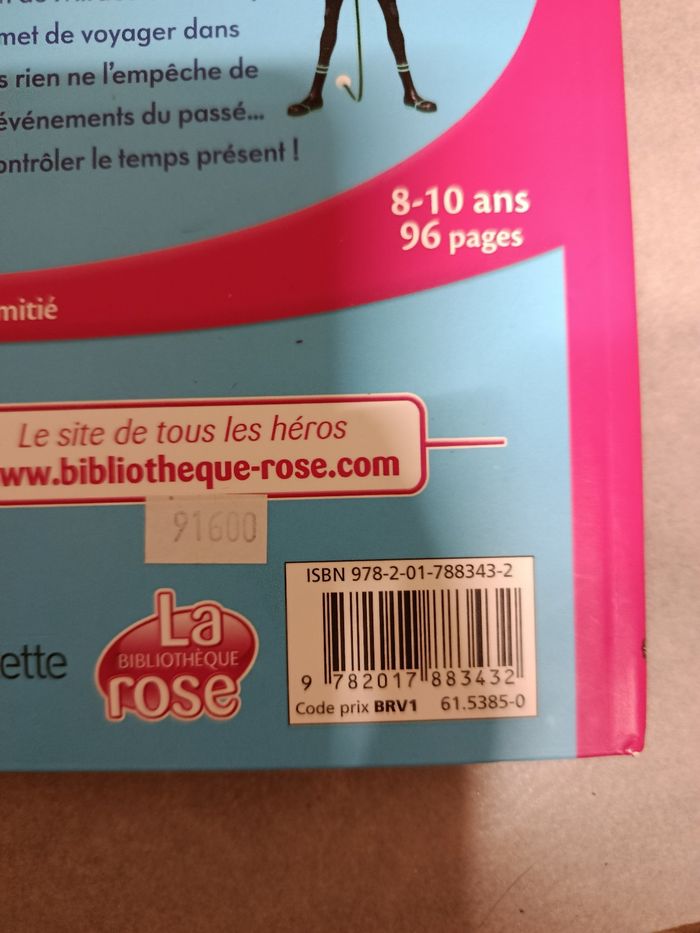 met de voyager dans
s rien ne l'empêche de
événements du passé...
ontrôler le temps présent !
8-10 ans
96 pages
mitié
Le site de tous les héros
ww.bibliotheque-rose.com
91600
ISBN 978-2-01-788343-2
ette
La
BIBLIOTHÈQUE
rose
9 782017 883432
Code prix BRV1 61.5385-0